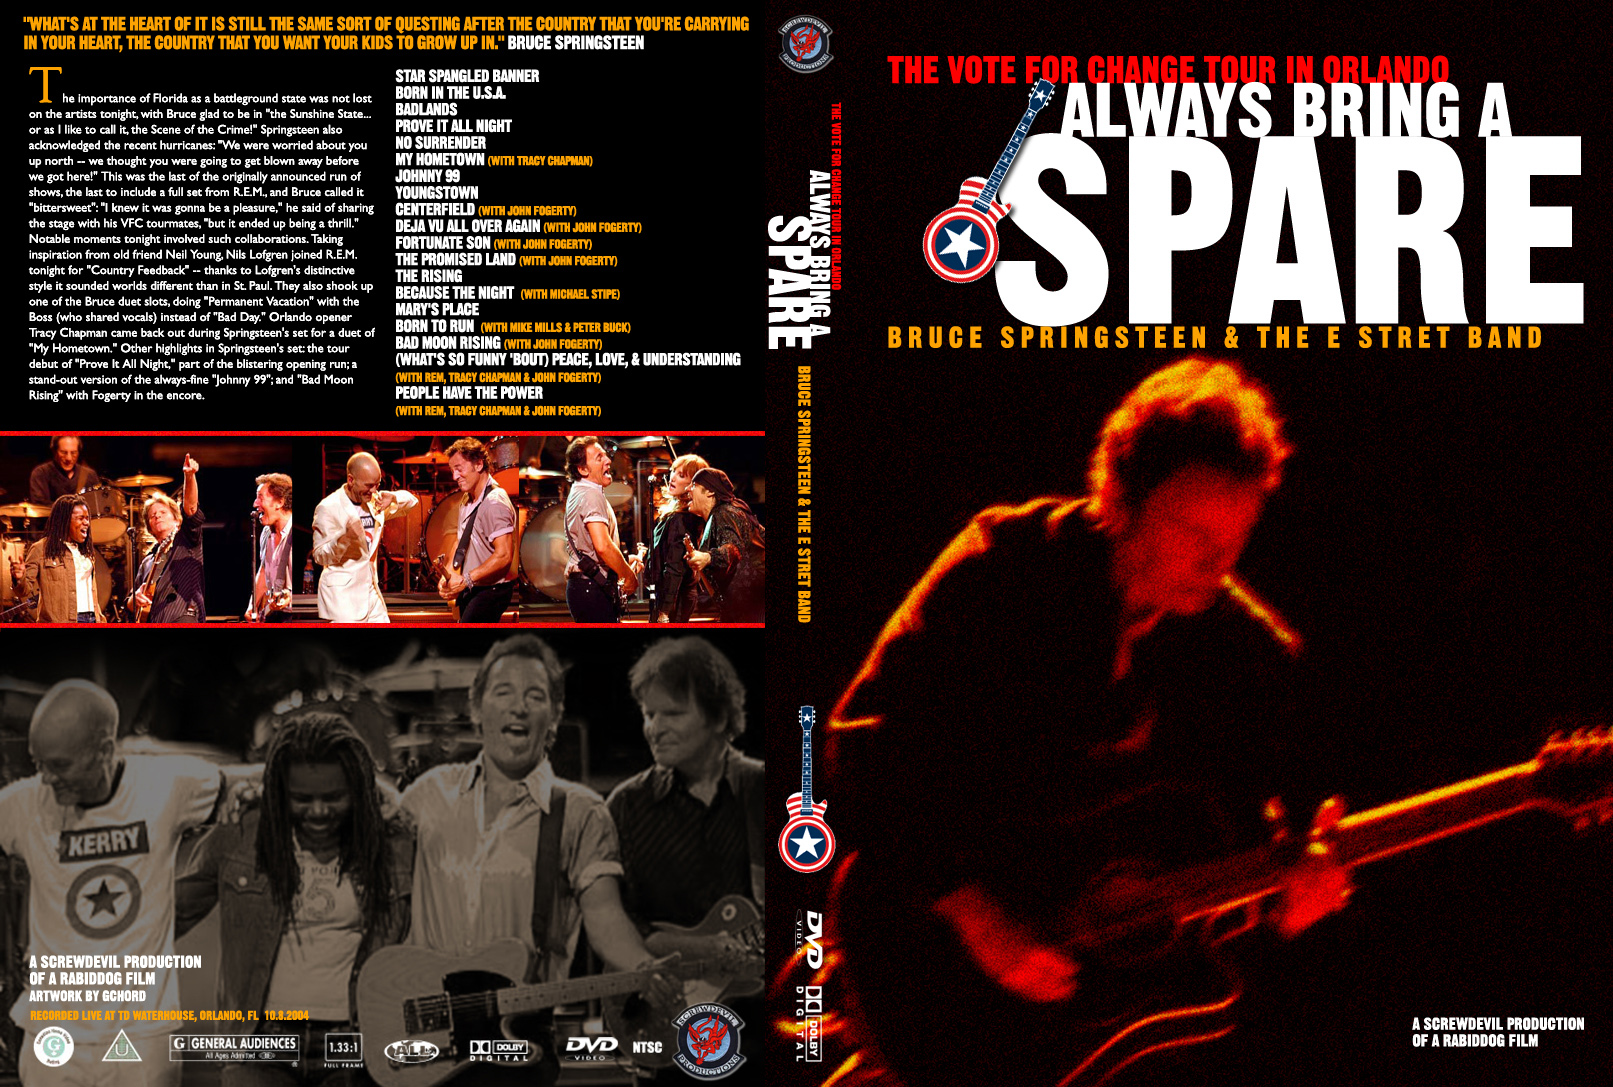 "WHAT'S AT THE HEART OF IT IS STILL THE SAME SORT OF QUESTING AFTER THE COUNTRY THAT YOU'RE CARRYING
IN YOUR HEART, THE COUNTRY THAT YOU WANT YOUR KIDS TO GROW UP IN." BRUCE SPRINGSTEEN
The importance of Florida as a battleground state was not lost
on the artists tonight, with Bruce glad to be in "the Sunshine State...
or as I like to call it, the Scene of the Crime!" Springsteen also
acknowledged the recent hurricanes: "We were worried about you
up north -- we thought you were going to get blown away before
we got here!" This was the last of the originally announced run of
shows, the last to include a full set from R.E.M., and Bruce called it
"bittersweet": "I knew it was gonna be a pleasure," he said of sharing
the stage with his VFC tourmates, "but it ended up being a thrill."
Notable moments tonight involved such collaborations. Taking
inspiration from old friend Neil Young, Nils Lofgren joined R.E.M.
tonight for "Country Feedback" -- thanks to Lofgren's distinctive
style it sounded worlds different than in St. Paul. They also shook up
one of the Bruce duet slots, doing "Permanent Vacation" with the
Boss (who shared vocals) instead of "Bad Day." Orlando opener
Tracy Chapman came back out during Springsteen's set for a duet of
"My Hometown." Other highlights in Springsteen's set: the tour
debut of "Prove It All Night," part of the blistering opening run; a
stand-out version of the always-fine "Johnny 99"; and "Bad Moon
Rising" with Fogerty in the encore.
STAR SPANGLED BANNER
BORN IN THE U.S.A.
BADLANDS
PROVE IT ALL NIGHT
NO SURRENDER
MY HOMETOWN (WITH TRACY CHAPMAN)
JOHNNY 99
YOUNGSTOWN
CENTERFIELD (WITH JOHN FOGERTY)
DEJA VU ALL OVER AGAIN (WITH JOHN FOGERTY)
FORTUNATE SON (WITH JOHN FOGERTY)
THE PROMISED LAND (WITH JOHN FOGERTY)
THE RISING
BECAUSE THE NIGHT (WITH MICHAEL STIPE)
MARY'S PLACE
BORN TO RUN (WITH MIKE MILLS & PETER BUCK)
BAD MOON RISING (WITH JOHN FOGERTY)
(WHAT'S SO FUNNY 'BOUT) PEACE, LOVE, & UNDERSTANDING
(WITH REM, TRACY CHAPMAN & JOHN FOGERTY)
PEOPLE HAVE THE POWER
(WITH REM, TRACY CHAPMAN & JOHN FOGERTY)
KERRY
A SCREWDEVIL PRODUCTION
OF A RABIDDOG FILM
ARTWORK BY GCHORD
RECORDED LIVE AT TD WATERHOUSE, ORLANDO, FL 10.8.2004
U
G GENERAL AUDIENCES
All Ages Admitted
1.33:1
FULL FRAME
ALL
DOLBY
DIGITAL
DVD
VIDEO
NTSC
SCREWDEVIL
PRODUCTIONS
SCREWDEVIL
PRODUCTIONS
THE VOTE FOR CHANGE TOUR IN ORLANDO
ALWAYS BRING A
SPARE
BRUCE SPRINGSTEEN & THE E STRET BAND
DVD
VIDEO
DOLBY
DIGITAL
THE VOTE FOR CHANGE TOUR IN ORLANDO
ALWAYS BRING A
SPARE
BRUCE SPRINGSTEEN & THE E STRET BAND
A SCREWDEVIL PRODUCTION
OF A RABIDDOG FILM